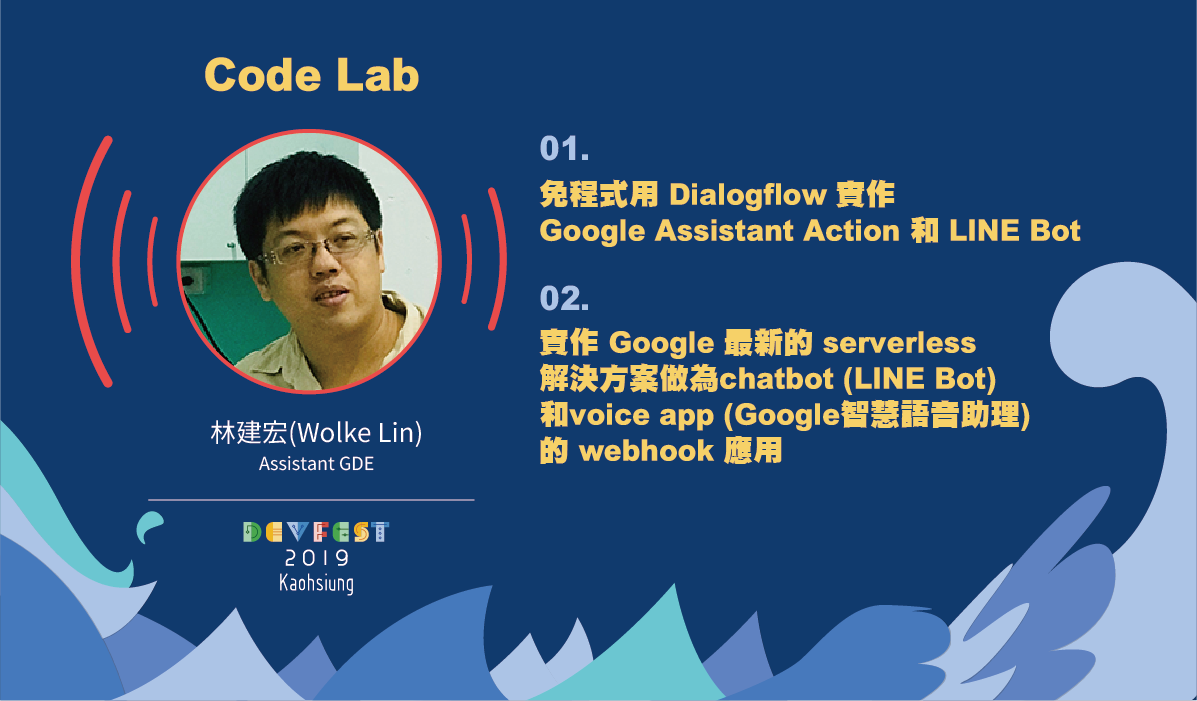 Code Lab
林建宏(Wolke Lin)
Assistant GDE
DEVFEST
2019
Kaohsiung
01.
免程式用 Dialogflow 實作
Google Assistant Action 和 LINE Bot
02.
實作 Google 最新的 serverless
解決方案做為chatbot (LINE Bot)
和voice app (Google智慧語音助理)
的 webhook 應用